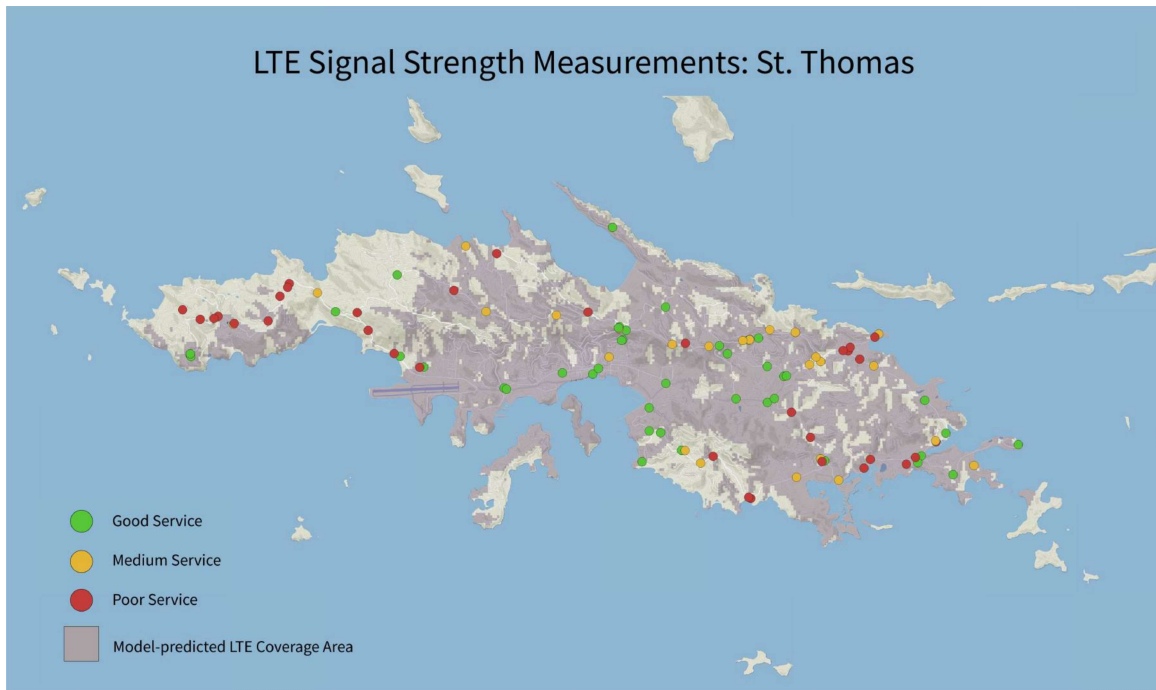 LTE Signal Strength Measurements: St. Thomas
Good Service
Medium Service
Poor Service
Model-predicted LTE Coverage Area